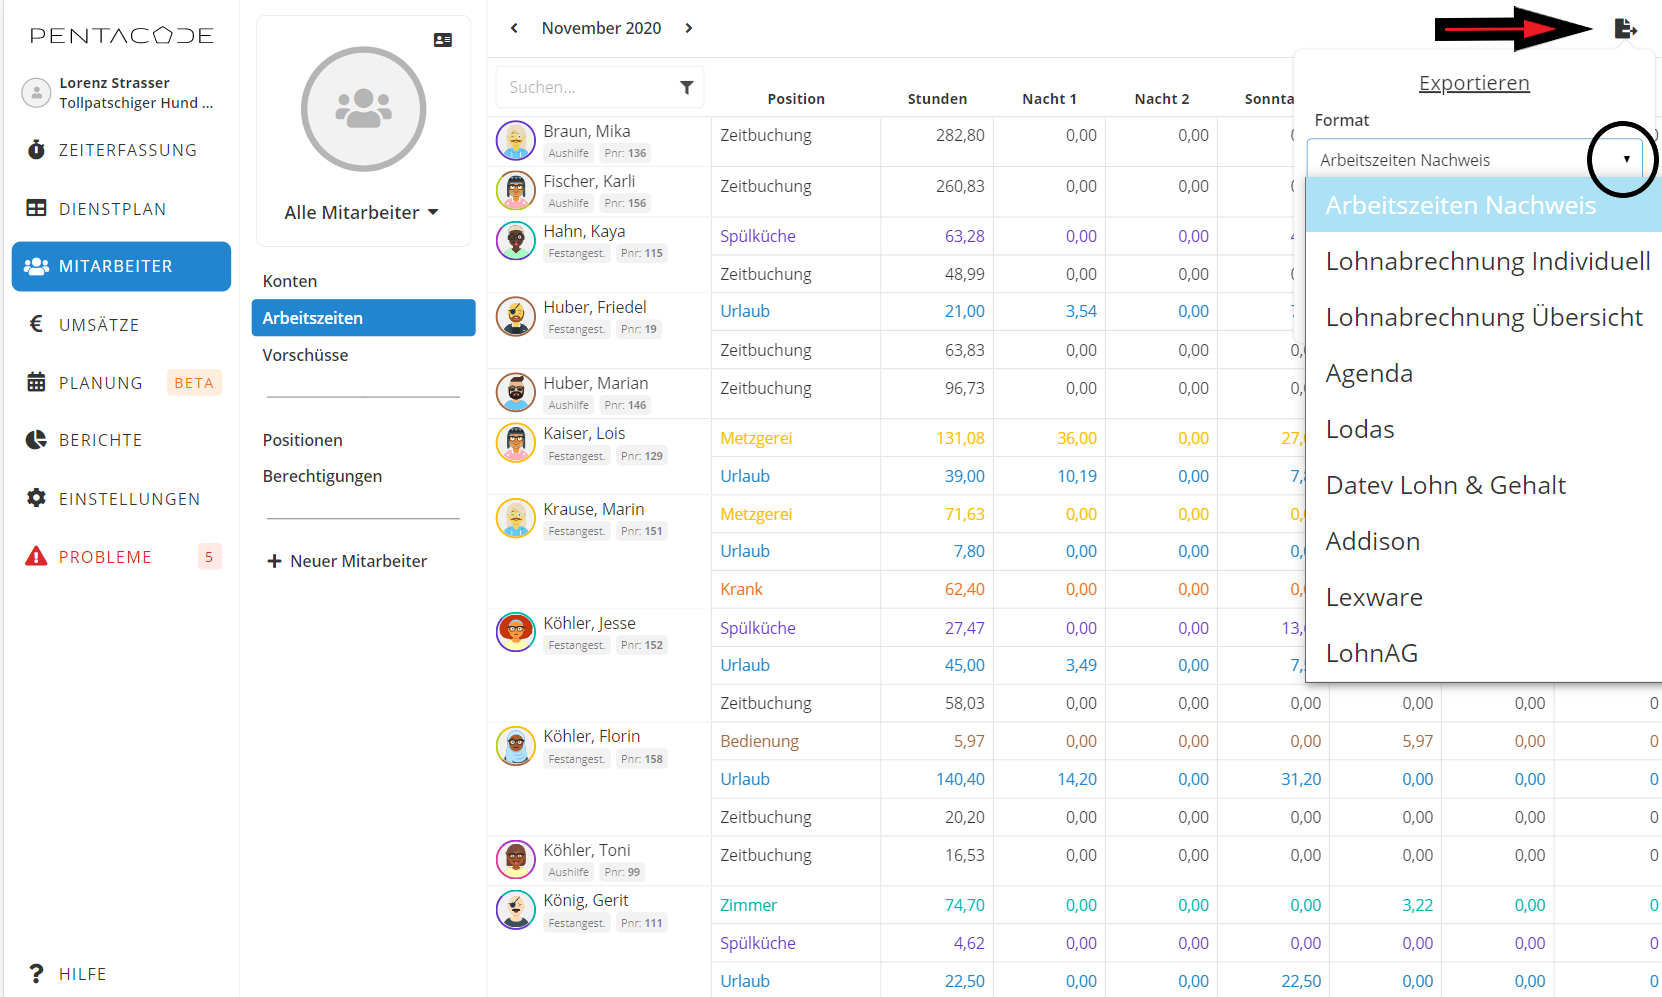 PENTACODE
Lorenz Strasser
Tollpatschiger Hund ...
ZEITERFASSUNG
DIENSTPLAN
MITARBEITER
UMSÄTZE
PLANUNG BETA
BERICHTE
EINSTELLUNGEN
PROBLEME 5
HILFE
Alle Mitarbeiter
Konten
Arbeitszeiten
Vorschüsse
Positionen
Berechtigungen
Neuer Mitarbeiter
November 2020
Suchen...
Position Stunden Nacht 1 Nacht 2 Sonnta
Braun, Mika
Aushilfe Pnr: 136
Zeitbuchung 282,80 0,00 0,00
Fischer, Karli
Aushilfe Pnr: 156
Zeitbuchung 260,83 0,00 0,00
Hahn, Kaya
Festangest. Pnr: 115
Spülküche 63,28 0,00 0,00
Zeitbuchung 48,99 0,00 0,00
Huber, Friedel
Festangest. Pnr: 19
Urlaub 21,00 3,54 0,00
Zeitbuchung 63,83 0,00 0,00 0,
Huber, Marian
Aushilfe Pnr: 146
Zeitbuchung 96,73 0,00 0,00 0,
Kaiser, Lois
Festangest. Pnr: 129
Metzgerei 131,08 36,00 0,00 27,
Urlaub 39,00 10,19 0,00 7,
Krause, Marin
Festangest. Pnr: 151
Metzgerei 71,63 0,00 0,00 0,
Urlaub 7,80 0,00 0,00 0,
Krank 62,40 0,00 0,00 0,
Köhler, Jesse
Festangest. Pnr: 152
Spülküche 27,47 0,00 0,00 13,
Urlaub 45,00 3,49 0,00 7,
Zeitbuchung 58,03 0,00 0,00 0,00 0,00 0,00 0
Köhler, Florin
Festangest. Pnr: 158
Bedienung 5,97 0,00 0,00 0,00 5,97 0,00 0
Urlaub 140,40 14,20 0,00 31,20 0,00 0,00 0
Zeitbuchung 20,20 0,00 0,00 0,00 0,00 0,00 0
Köhler, Toni
Aushilfe Pnr: 99
Zeitbuchung 16,53 0,00 0,00 0,00 0,00 0,00 0
König, Gerit
Festangest. Pnr: 111
Zimmer 74,70 0,00 0,00 0,00 3,22 0,00 0
Spülküche 4,62 0,00 0,00 0,00 0,00 0,00 0
Urlaub 22,50 0,00 0,00 22,50 0,00 0,00 0
Exportieren
Format
Arbeitszeiten Nachweis
Arbeitszeiten Nachweis
Lohnabrechnung Individuell
Lohnabrechnung Übersicht
Agenda
Lodas
Datev Lohn & Gehalt
Addison
Lexware
LohnAG